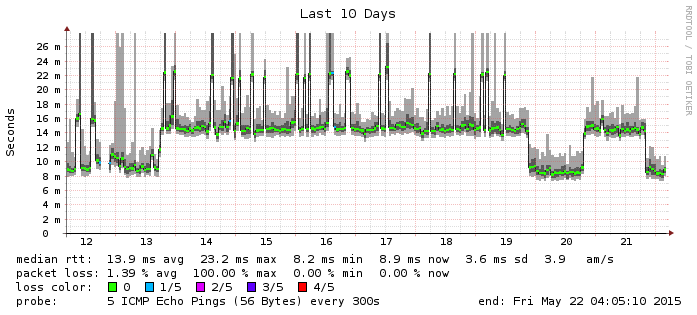 Last 10 Days
RRDTOOL / TOBI OETIKER
Seconds
26 m
24 m
22 m
20 m
18 m
16 m
14 m
12 m
10 m
8 m
6 m
4 m
2 m
0
12 13 14 15 16 17 18 19 20 21
median rtt: 13.9 ms avg 23.2 ms max 8.2 ms min 8.9 ms now 3.6 ms sd 3.9 am/s
packet loss: 1.39 % avg 100.00 % max 0.00 % min 0.00 % now
loss color: 0 1/5 2/5 3/5 4/5
probe: 5 ICMP Echo Pings (56 Bytes) every 300s end: Fri May 22 04:05:10 2015